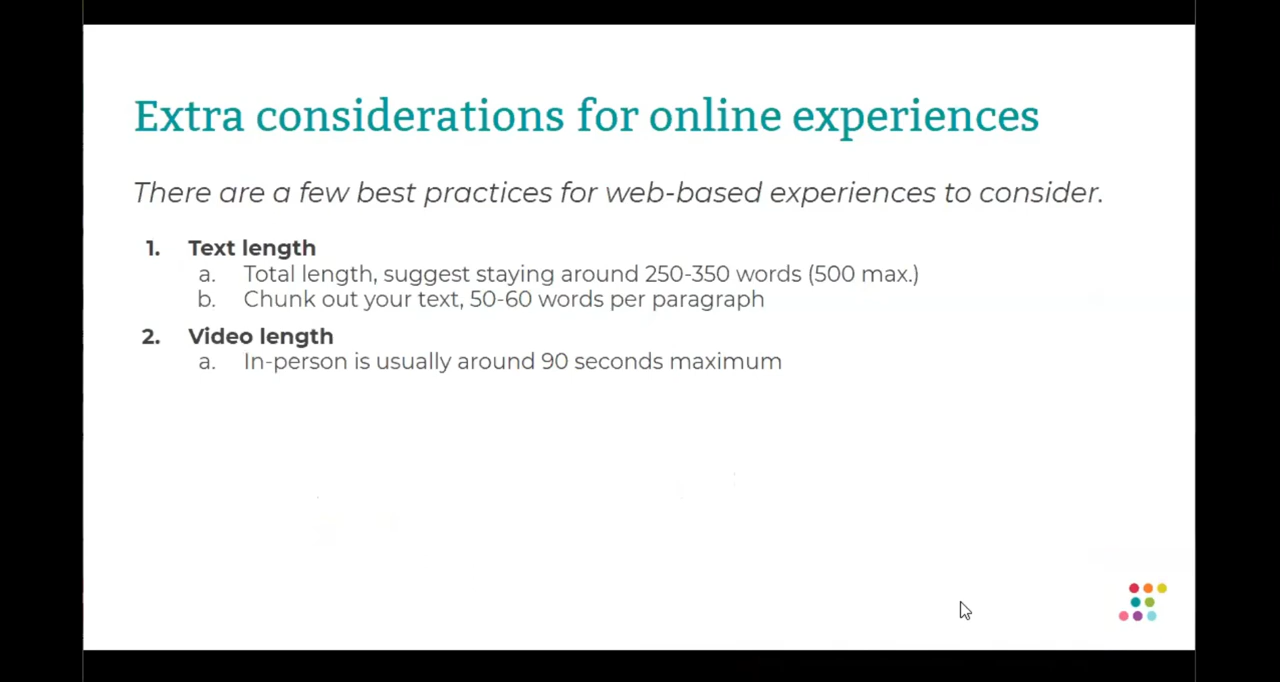 Extra considerations for online experiences
There are a few best practices for web-based experiences to consider.
1. Text length
a. Total length, suggest staying around 250-350 words (500 max.)
b. Chunk out your text, 50-60 words per paragraph
2. Video length
a. In-person is usually around 90 seconds maximum